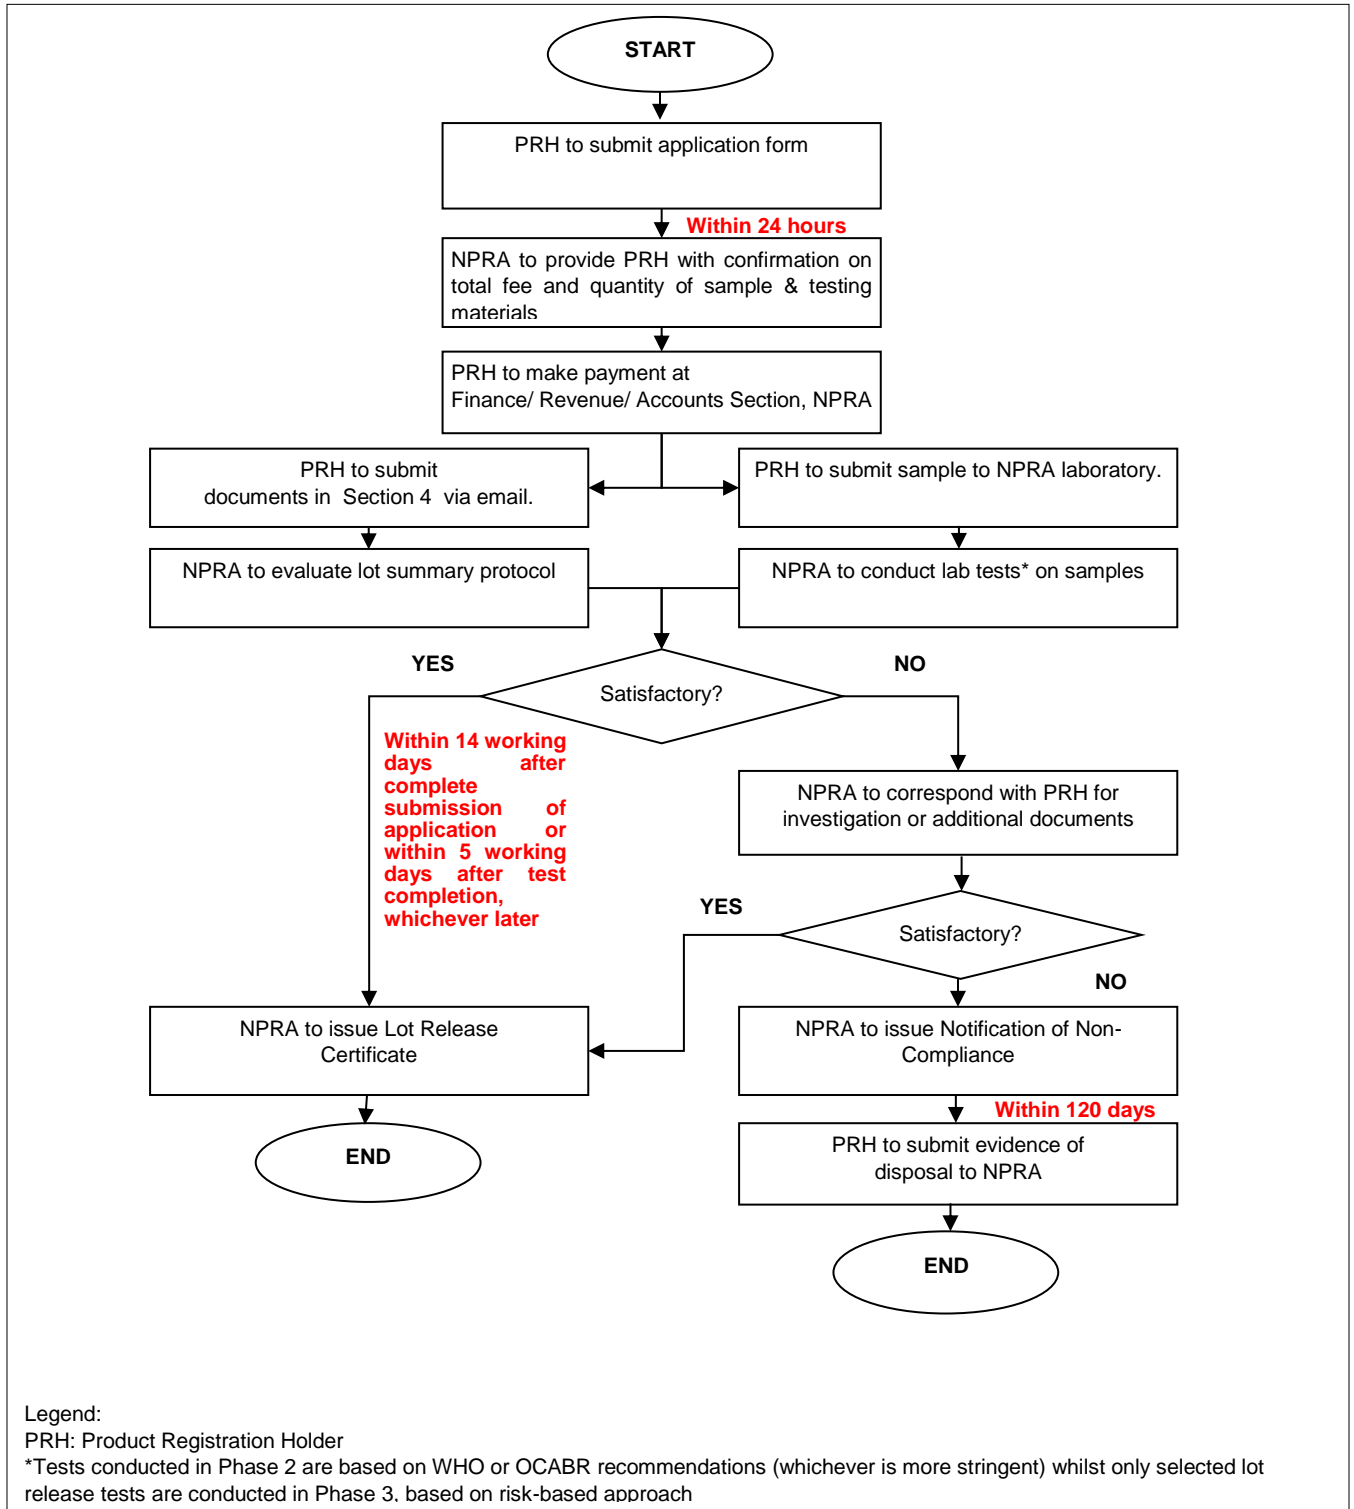 START
PRH to submit application form
Within 24 hours
NPRA to provide PRH with confirmation on
total fee and quantity of sample & testing
materials
PRH to make payment at
Finance/ Revenue/ Accounts Section, NPRA
PRH to submit
documents in Section 4 via email.
PRH to submit sample to NPRA laboratory.
NPRA to evaluate lot summary protocol
NPRA to conduct lab tests* on samples
YES
NO
Satisfactory?
Within 14 working
days after
complete
submission of
application or
within 5 working
days after test
completion,
whichever later
NPRA to correspond with PRH for
investigation or additional documents
YES
Satisfactory?
NO
NPRA to issue Lot Release
Certificate
NPRA to issue Notification of Non-
Compliance
Within 120 days
END
PRH to submit evidence of
disposal to NPRA
END
Legend:
PRH: Product Registration Holder
*Tests conducted in Phase 2 are based on WHO or OCABR recommendations (whichever is more stringent) whilst only selected lot
release tests are conducted in Phase 3, based on risk-based approach